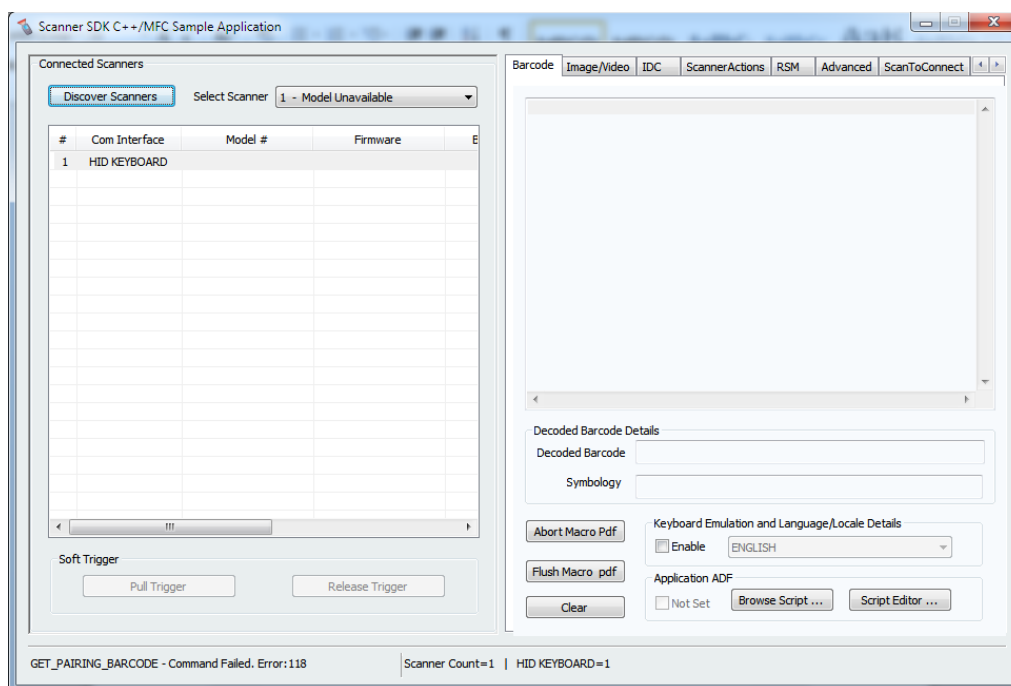 Scanner SDK C++/MFC Sample Application
Connected Scanners
Discover Scanners
Select Scanner
1 - Model Unavailable
# Com Interface Model # Firmware
1 HID KEYBOARD
Soft Trigger
Pull Trigger
Release Trigger
Barcode Image/Video IDC ScannerActions RSM Advanced ScanToConnect
Decoded Barcode Details
Decoded Barcode
Symbology
Abort Macro Pdf
Flush Macro pdf
Clear
Keyboard Emulation and Language/Locale Details
Enable
ENGLISH
Application ADF
Not Set
Browse Script ...
Script Editor ...
GET_PAIRING_BARCODE - Command Failed. Error:118
Scanner Count=1 | HID KEYBOARD=1